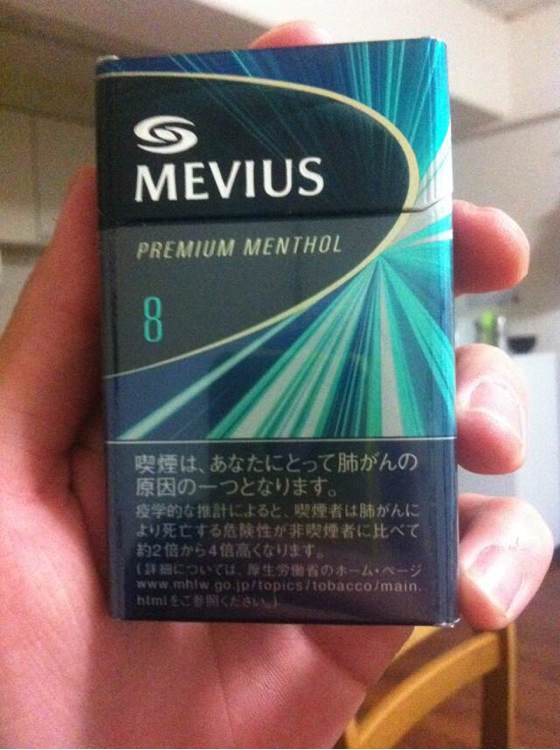 MEVIUS
PREMIUM MENTHOL
8
喫煙は、あなたにとって肺がんの
原因の一つとなります。
疫学的な推計によると、喫煙者は肺がんに
より死亡する危険性が非喫煙者に比べて
約2倍から4倍高くなります。
(詳細については、厚生労働省のホーム・ページ
www.mhlw.go.jp/topics/tobacco/main.
htmlをご参照ください。)